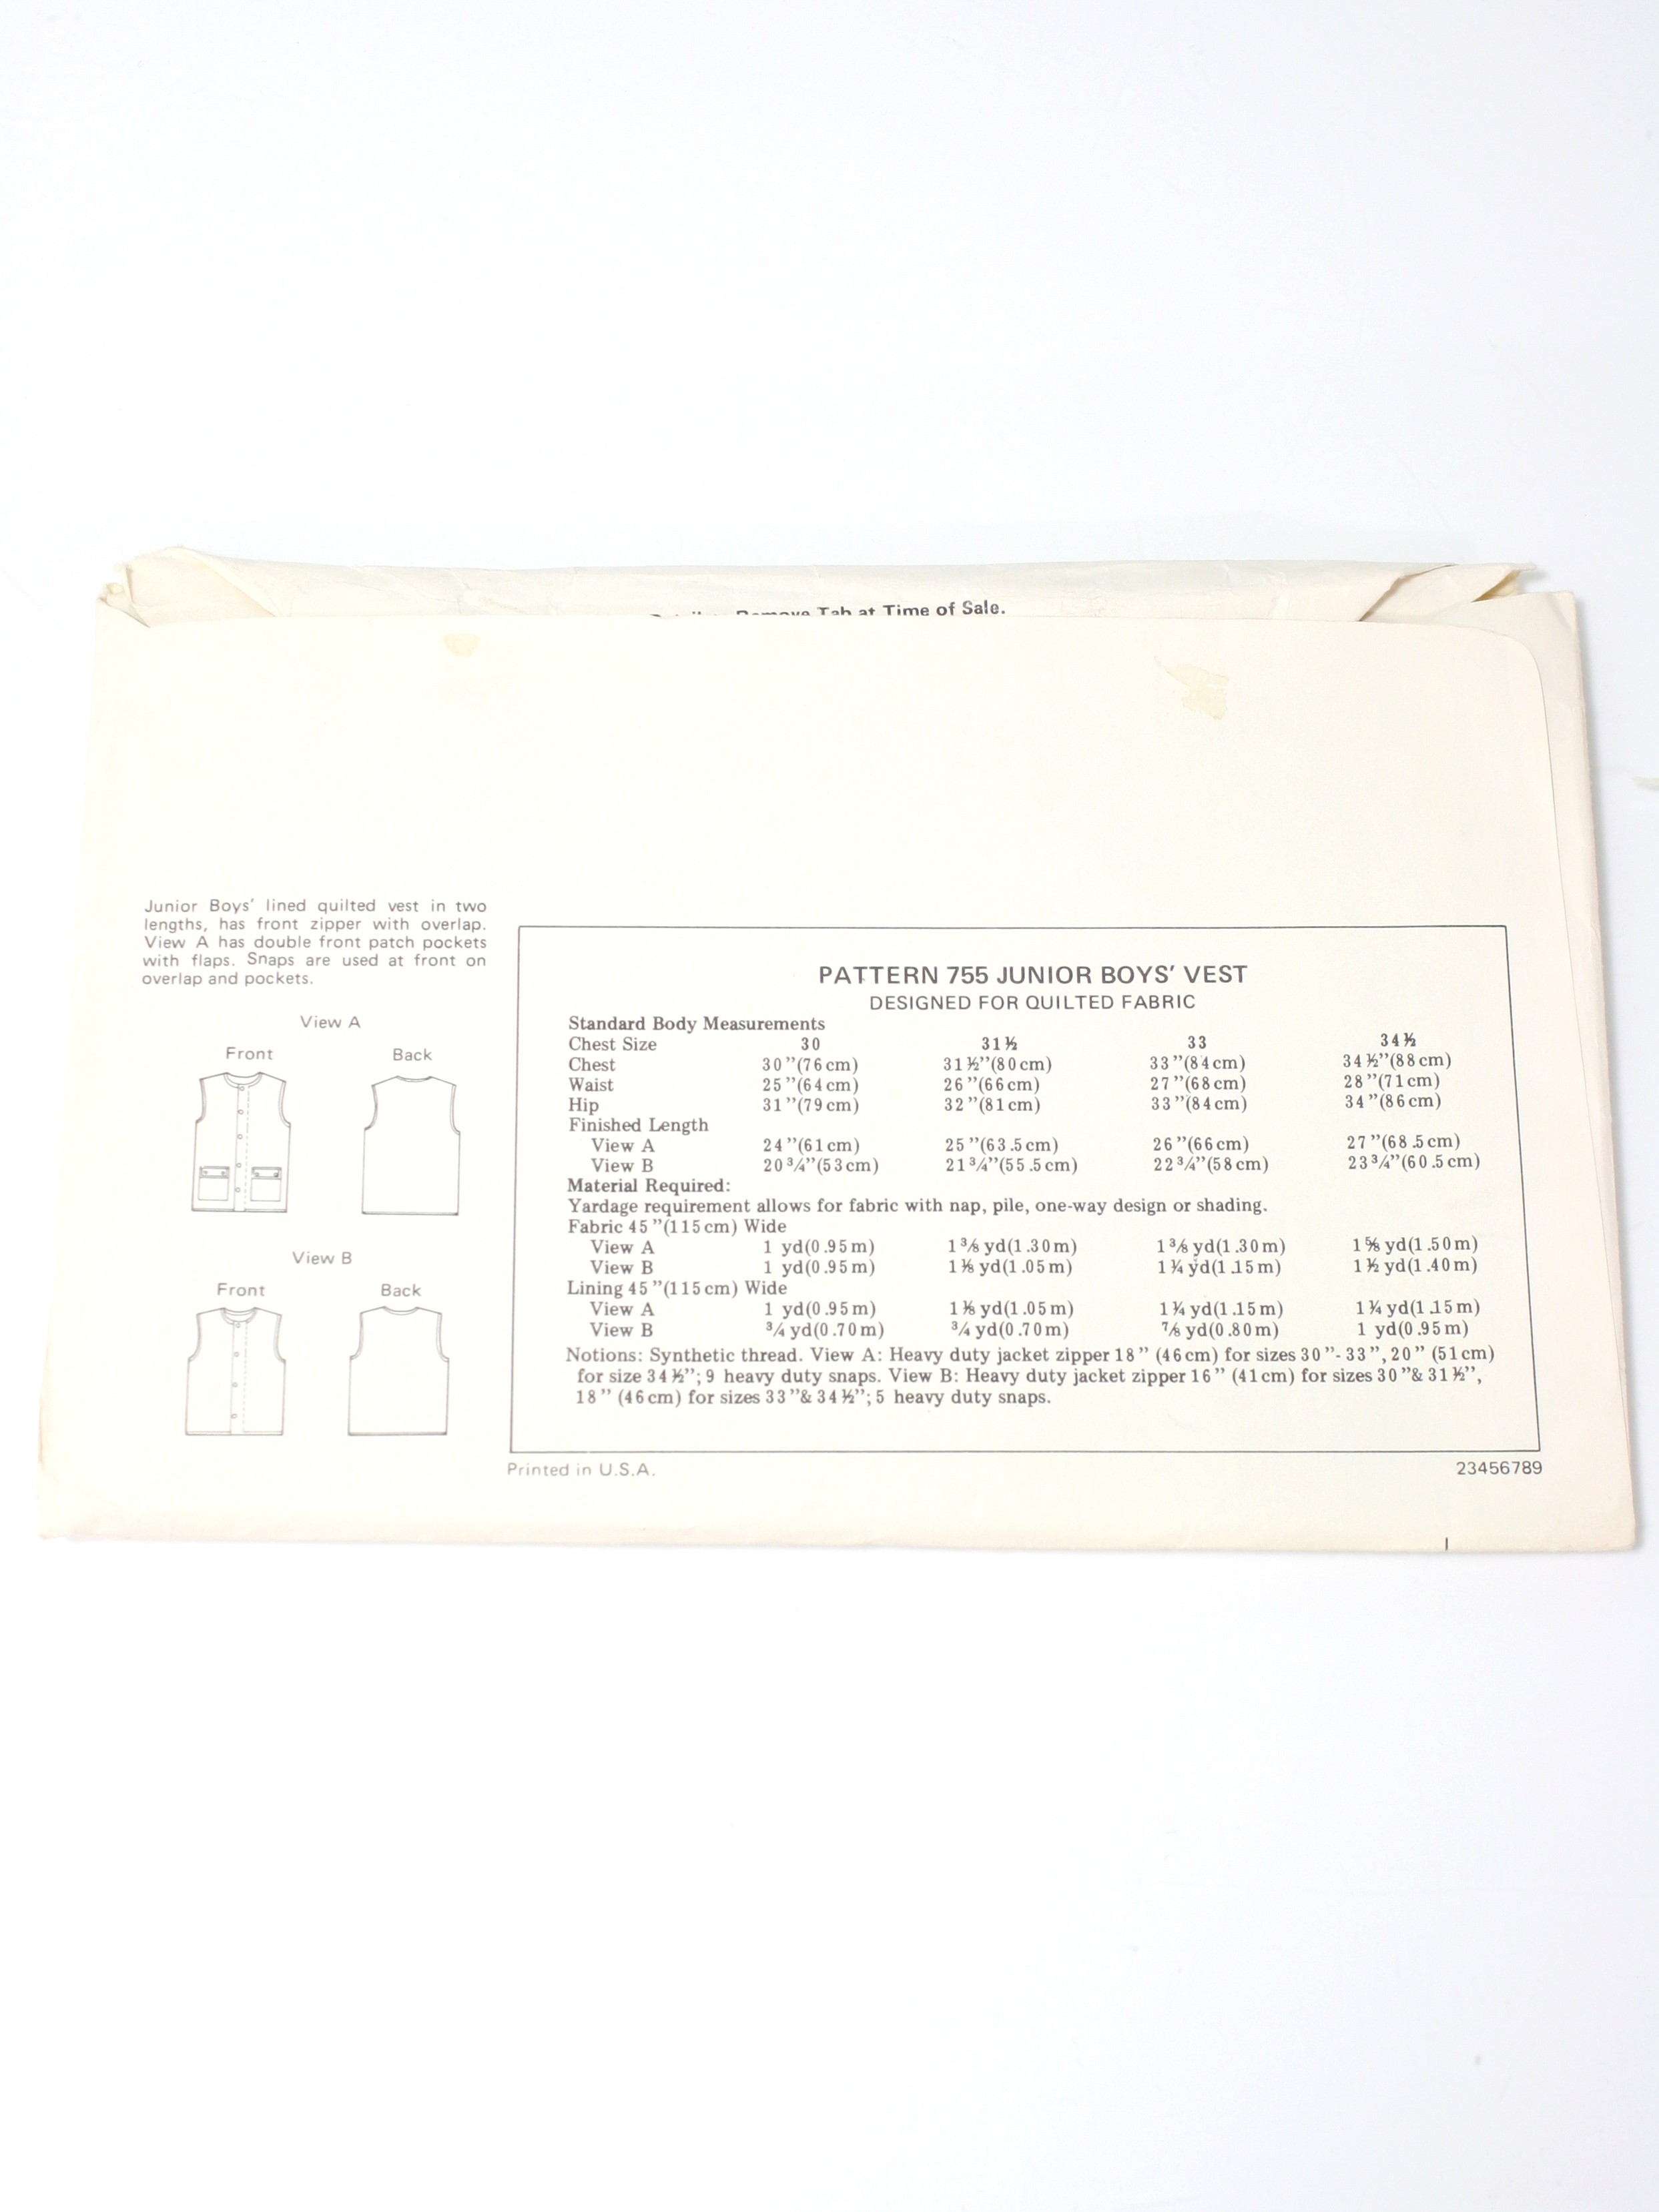 Remove Tab at Time of Sale.
Junior Boys' lined quilted vest in two
lengths, has front zipper with overlap.
View A has double front patch pockets
with flaps. Snaps are used at front on
overlap and pockets.
View A
Front Back
View B
Front Back
PATTERN 755 JUNIOR BOYS' VEST
DESIGNED FOR QUILTED FABRIC
Standard Body Measurements
Chest Size 30 31½ 33 34½
Chest 30"(76cm) 31½"(80cm) 33"(84cm) 34½"(88cm)
Waist 25"(64cm) 26"(66cm) 27"(68cm) 28"(71cm)
Hip 31"(79cm) 32"(81cm) 33"(84cm) 34"(86cm)
Finished Length
View A 24"(61cm) 25"(63.5cm) 26"(66cm) 27"(68.5cm)
View B 20¾"(53cm) 21¾"(55.5cm) 22¾"(58cm) 23¾"(60.5cm)
Material Required:
Yardage requirement allows for fabric with nap, pile, one-way design or shading.
Fabric 45"(115cm) Wide
View A 1 yd(0.95m) 1⅜ yd(1.30m) 1⅜ yd(1.30m) 1⅝ yd(1.50m)
View B 1 yd(0.95m) 1⅛ yd(1.05m) 1¼ yd(1.15m) 1½ yd(1.40m)
Lining 45"(115cm) Wide
View A 1 yd(0.95m) 1⅛ yd(1.05m) 1¼ yd(1.15m) 1¼ yd(1.15m)
View B ¾ yd(0.70m) ¾ yd(0.70m) ⅞ yd(0.80m) 1 yd(0.95m)
Notions: Synthetic thread. View A: Heavy duty jacket zipper 18" (46cm) for sizes 30"-33", 20" (51cm)
for size 34½"; 9 heavy duty snaps. View B: Heavy duty jacket zipper 16" (41cm) for sizes 30"& 31½",
18" (46cm) for sizes 33"& 34½"; 5 heavy duty snaps.
Printed in U.S.A. 23456789